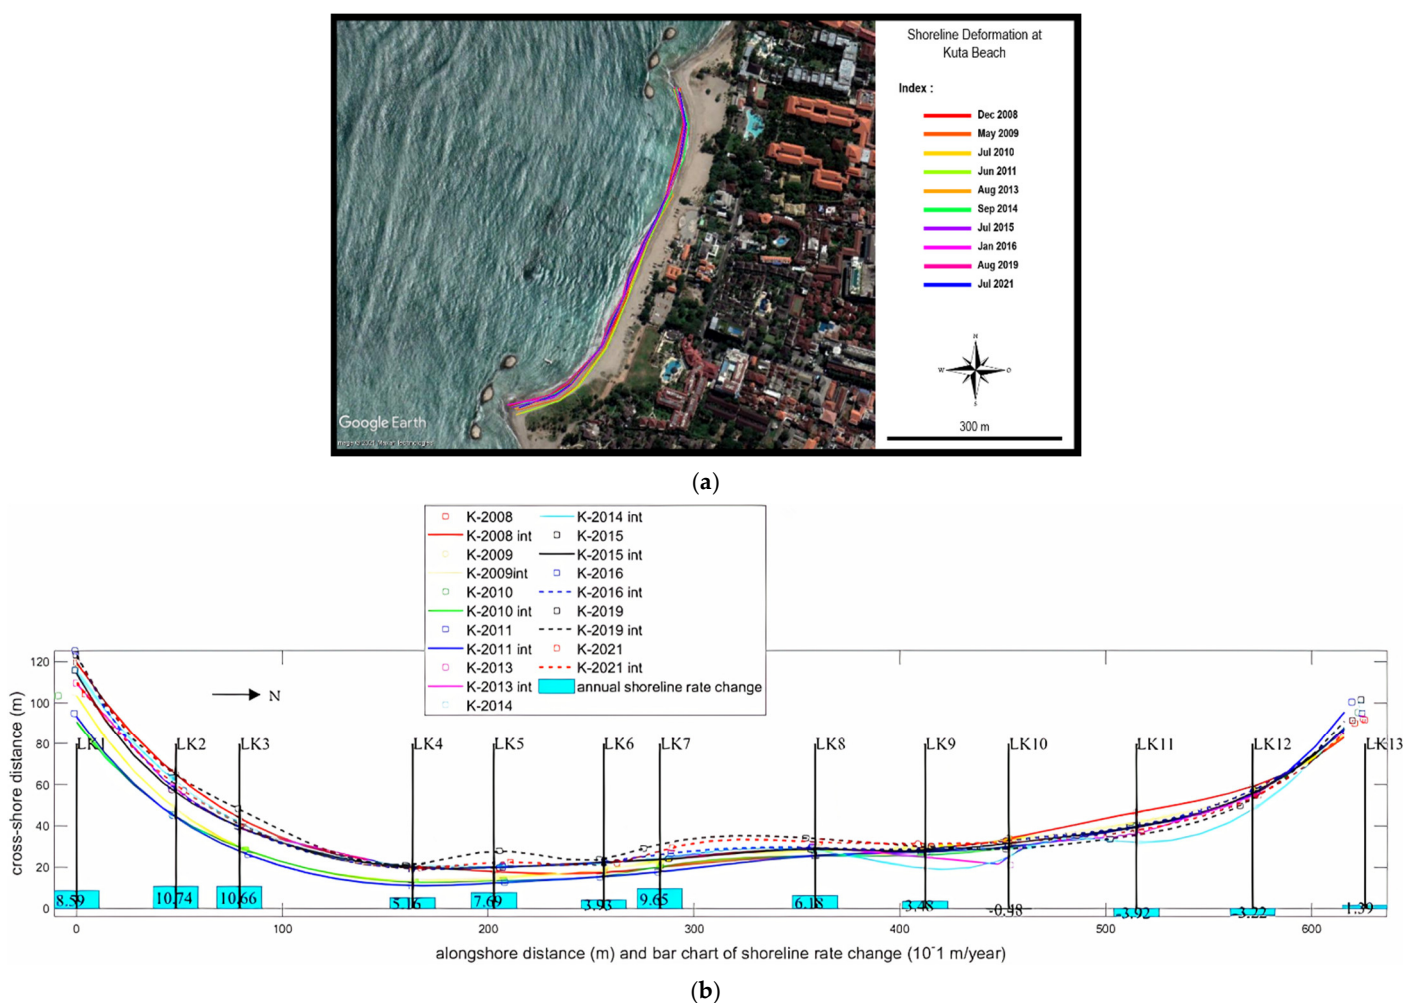 Shoreline Deformation at
Kuta Beach
Index :
Dec 2008
May 2009
Jul 2010
Jun 2011
Aug 2013
Sep 2014
Jul 2015
Jan 2016
Aug 2019
Jul 2021
N
W O
S
300 m
Google Earth
(a)
K-2008
K-2008 int
K-2009
K-2009int
K-2010
K-2010 int
K-2011
K-2011 int
K-2013
K-2013 int
K-2014
K-2014 int
K-2015
K-2015 int
K-2016
K-2016 int
K-2019
K-2019 int
K-2021
K-2021 int
annual shoreline rate change
N
cross-shore distance (m)
120
100
80
60
40
20
0
LK1 LK2 LK3 LK4 LK5 LK6 LK7 LK8 LK9 LK10 LK11 LK12 LK13
8.59 10.74 10.66 5.16 7.69 3.93 9.65 6.18 3.48 -0.48 -3.92 -3.22 1.39
0 100 200 300 400 500 600
alongshore distance (m) and bar chart of shoreline rate change (10⁻1 m/year)
(b)